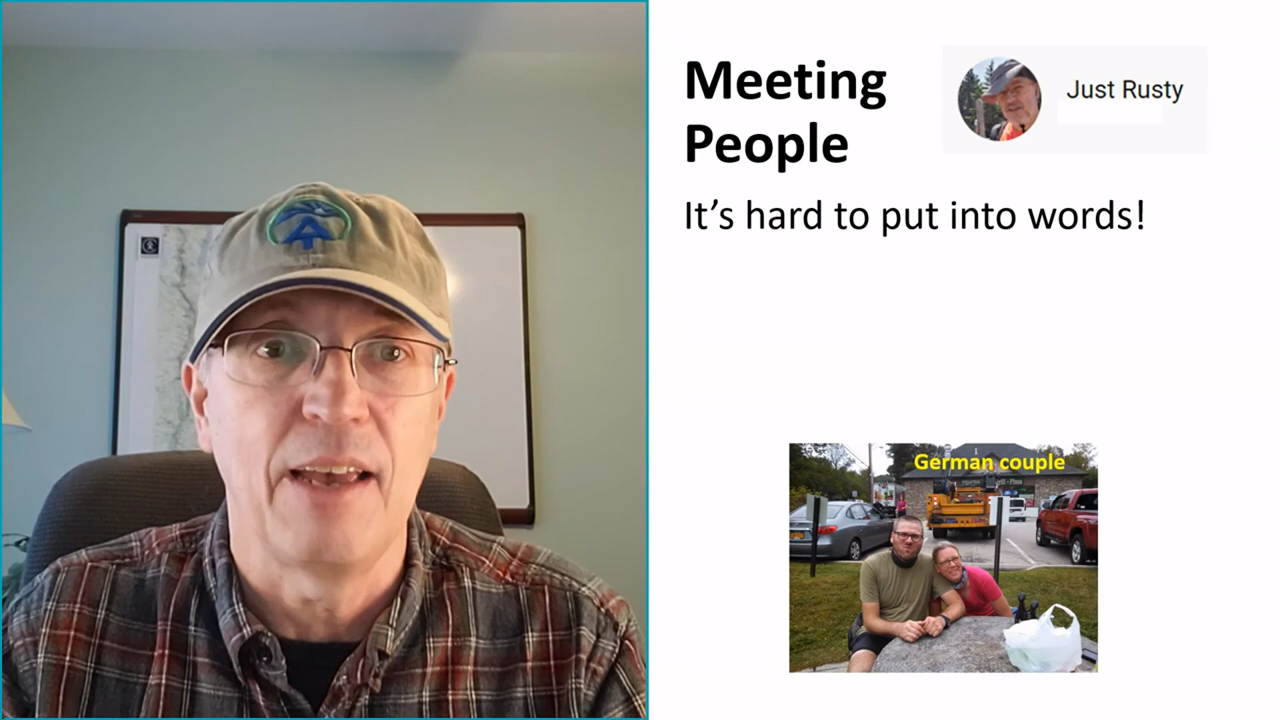 Meeting
People
Just Rusty
It's hard to put into words!
German couple